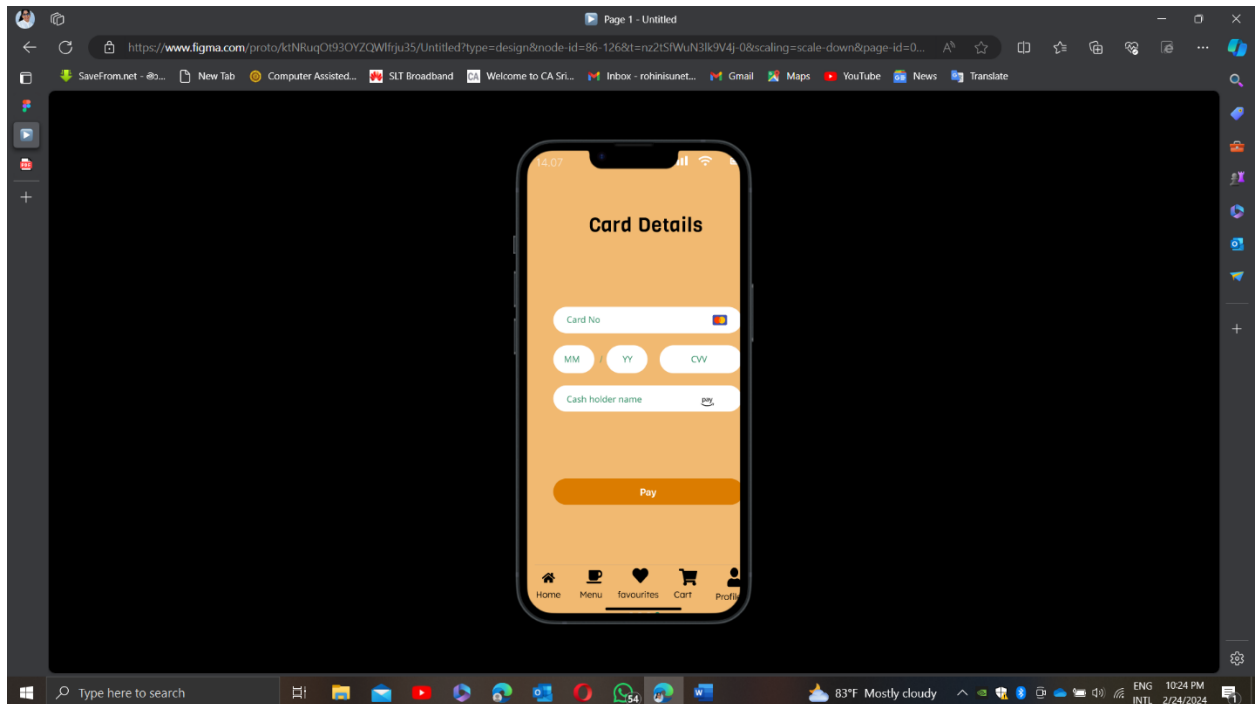 Page 1 - Untitled
https://www.figma.com/proto/ktNRuqOt93OYZQWlfrju35/Untitled?type=design&node-id=86-126&t=nz2tSfWuN3lk9V4j-0&scaling=scale-down&page-id=0...
SaveFrom.net - New Tab Computer Assisted... SLT Broadband CA Welcome to CA Sri... Inbox - rohinisunet... Gmail Maps YouTube News Translate
14.07
Card Details
Card No
MM / YY CVV
Cash holder name pay
Pay
Home Menu favourites Cart Profil
Type here to search 54 83°F Mostly cloudy ENG INTL 10:24 PM 2/24/2024